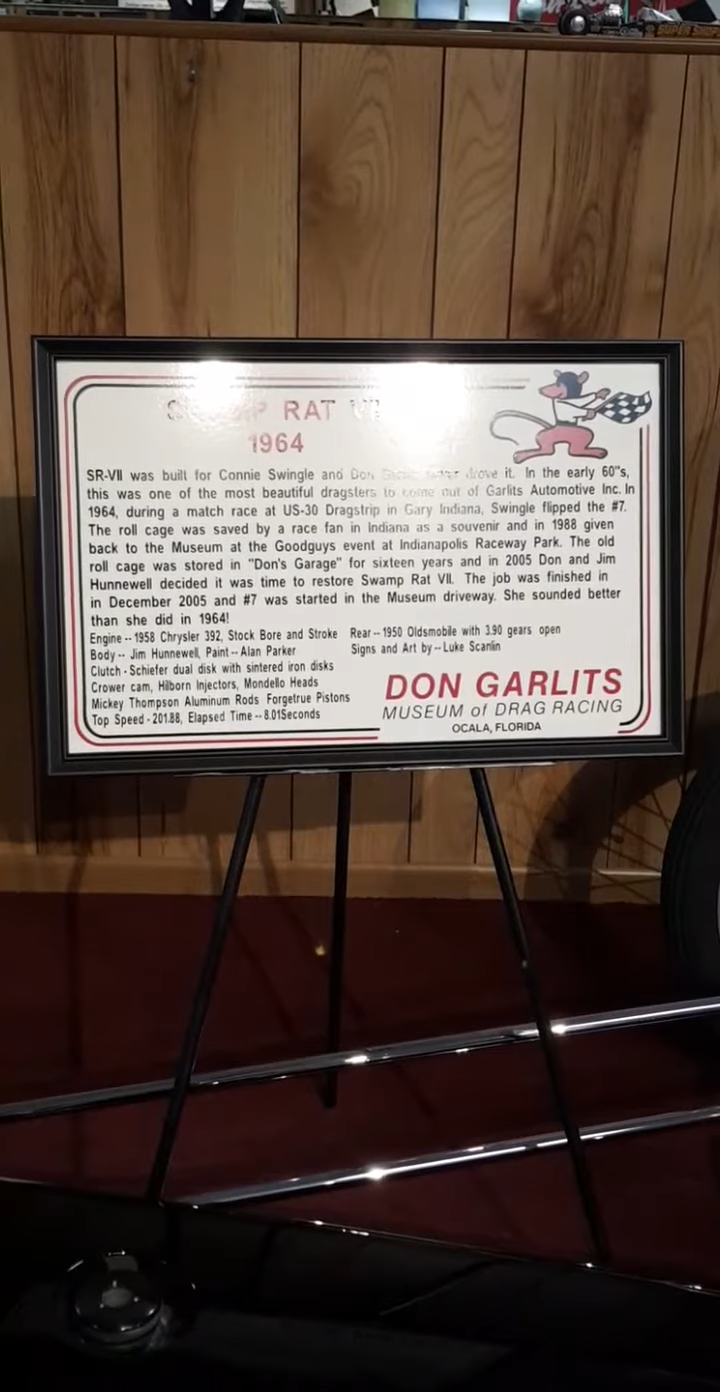 SWAMP RAT VII
1964
SR-VII was built for Connie Swingle and Don Garlits never drove it. In the early 60"s,
this was one of the most beautiful dragsters to come out of Garlits Automotive Inc. In
1964, during a match race at US-30 Dragstrip in Gary Indiana, Swingle flipped the #7.
The roll cage was saved by a race fan in Indiana as a souvenir and in 1988 given
back to the Museum at the Goodguys event at Indianapolis Raceway Park. The old
roll cage was stored in "Don's Garage" for sixteen years and in 2005 Don and Jim
Hunnewell decided it was time to restore Swamp Rat VII. The job was finished in
in December 2005 and #7 was started in the Museum driveway. She sounded better
than she did in 1964!
Engine -- 1958 Chrysler 392, Stock Bore and Stroke
Body -- Jim Hunnewell, Paint -- Alan Parker
Clutch - Schiefer dual disk with sintered iron disks
Crower cam, Hilborn Injectors, Mondello Heads
Mickey Thompson Aluminum Rods Forgetrue Pistons
Top Speed - 201.88, Elapsed Time -- 8.01Seconds
Rear -- 1950 Oldsmobile with 3.90 gears open
Signs and Art by -- Luke Scanlin
DON GARLITS
MUSEUM of DRAG RACING
OCALA, FLORIDA